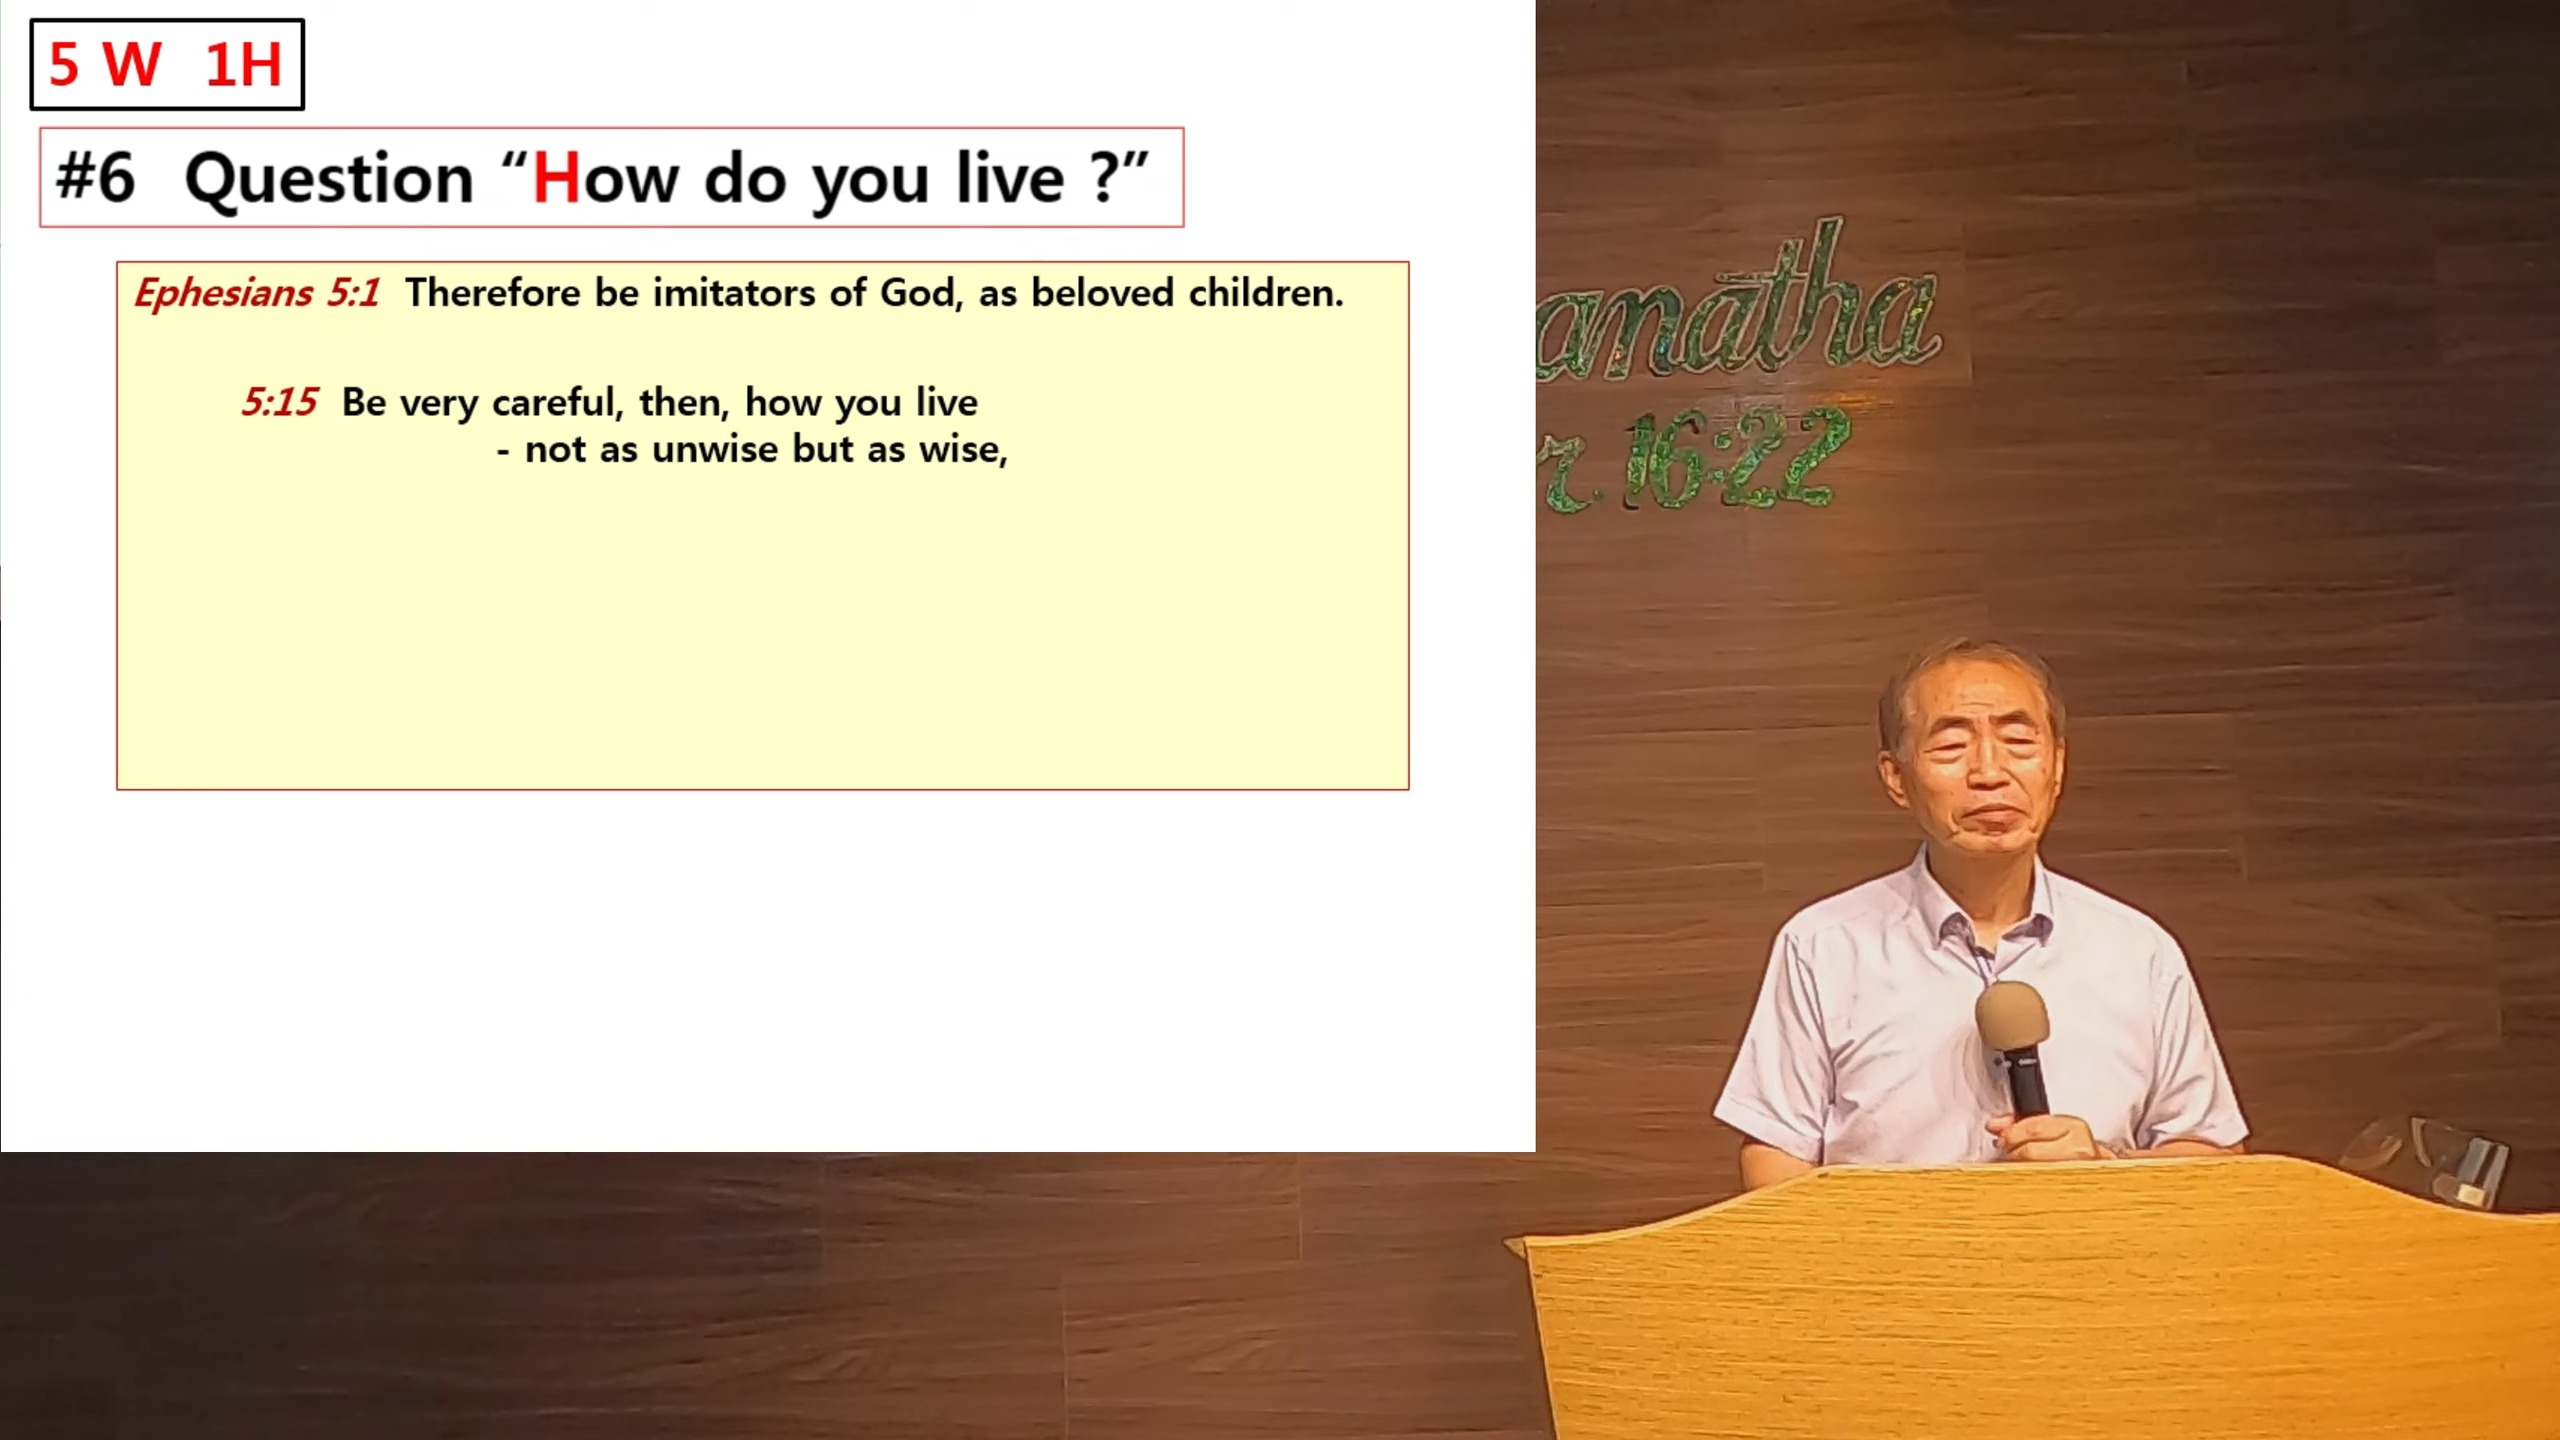 5 W 1H
#6 Question “How do you live ?”
Ephesians 5:1 Therefore be imitators of God, as beloved children.
5:15 Be very careful, then, how you live
- not as unwise but as wise,
anatha
r. 16:22